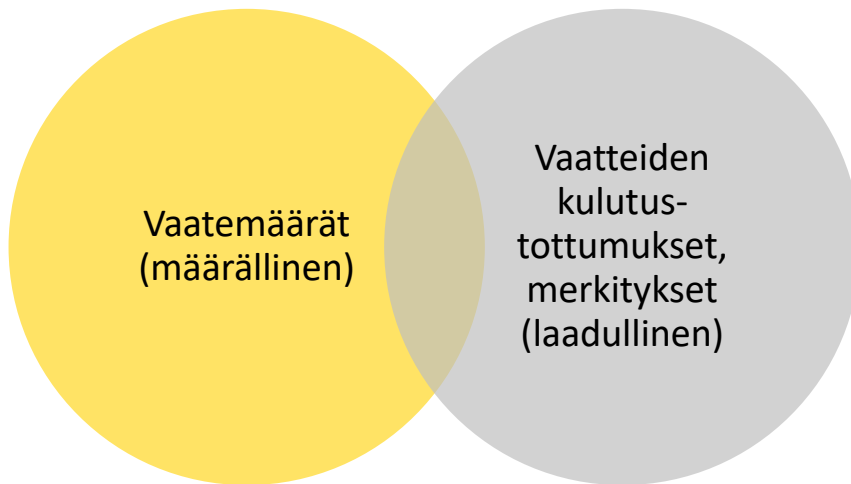 Vaatemäärät
(määrällinen)
Vaatteiden
kulutus-
tottumukset,
merkitykset
(laadullinen)